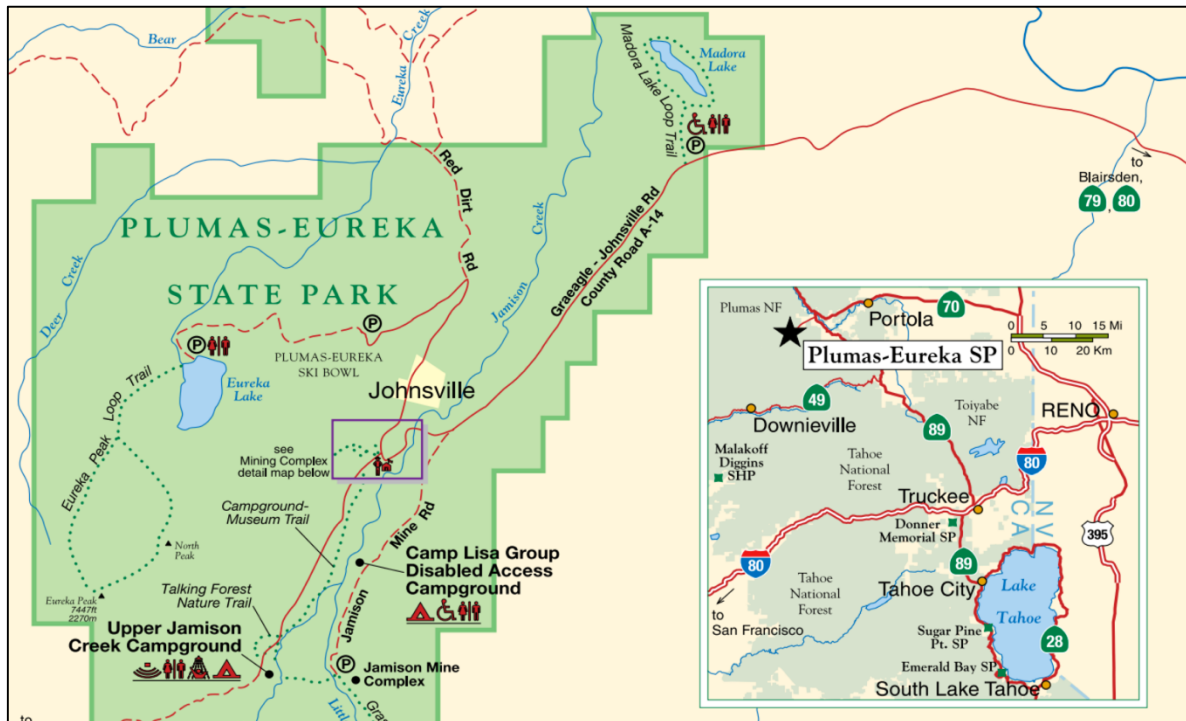 Bear
Creek
Eureka
Creek
Madora
Lake
Madora Lake Loop Trail
P
to
Blairsden,
79, 80
Red Dirt Rd
Jamison
Creek
Graeagle - Johnsville Rd
County Road A-14
PLUMAS-EUREKA
STATE PARK
Deer
Creek
P
P
PLUMAS-EUREKA
SKI BOWL
Eureka
Lake
Johnsville
Eureka Peak Loop Trail
see
Mining Complex
detail map below
Campground-
Museum Trail
North
Peak
Eureka Peak
7447ft
2270m
Talking Forest
Nature Trail
Jamison Mine Rd
Camp Lisa Group
Disabled Access
Campground
Upper Jamison
Creek Campground
P
Jamison Mine
Complex
Little
Gra
to
Plumas NF
Portola
70
0 5 10 15 Mi
0 10 20 Km
Plumas-Eureka SP
49
Downieville
89
Toiyabe
NF
RENO
Malakoff
Diggins
SHP
Tahoe
National
Forest
80
Truckee
NV
CA
Donner
Memorial SP
395
80
89
Tahoe City
Lake
Tahoe
Tahoe
National
Forest
to
San Francisco
Sugar Pine
Pt. SP
28
Emerald Bay SP
South Lake Tahoe